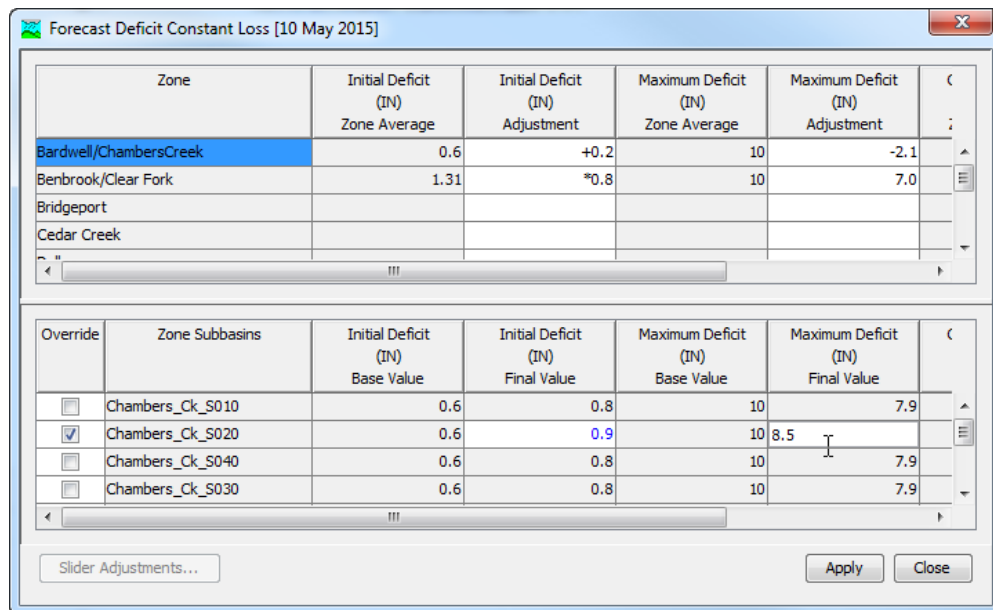 Forecast Deficit Constant Loss [10 May 2015]
Zone Initial Deficit Initial Deficit Maximum Deficit Maximum Deficit
(IN) (IN) (IN) (IN)
Zone Average Adjustment Zone Average Adjustment
Bardwell/ChambersCreek 0.6 +0.2 10 -2.1
Benbrook/Clear Fork 1.31 *0.8 10 7.0
Bridgeport
Cedar Creek
Override Zone Subbasins Initial Deficit Initial Deficit Maximum Deficit Maximum Deficit
(IN) (IN) (IN) (IN)
Base Value Final Value Base Value Final Value
Chambers_Ck_S010 0.6 0.8 10 7.9
Chambers_Ck_S020 0.6 0.9 10 8.5
Chambers_Ck_S040 0.6 0.8 10 7.9
Chambers_Ck_S030 0.6 0.8 10 7.9
Slider Adjustments... Apply Close